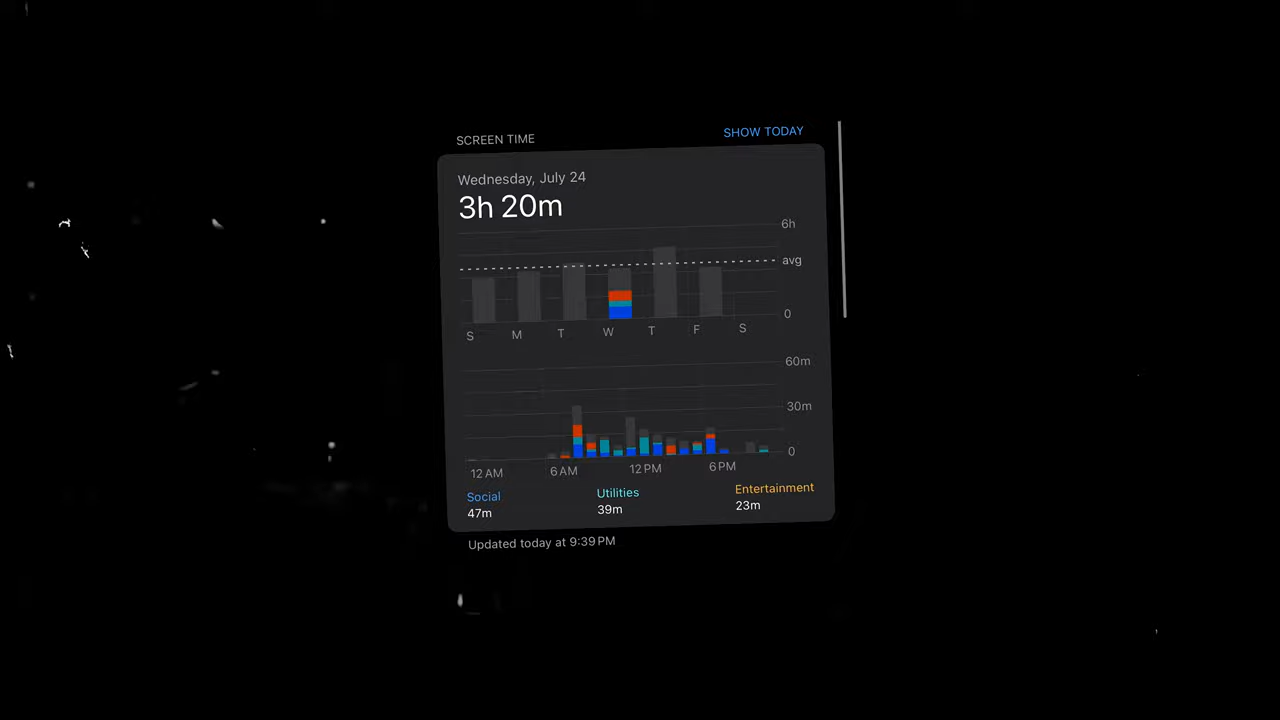 SCREEN TIME SHOW TODAY
Wednesday, July 24
3h 20m
6h
avg
0
S M T W T F S
60m
30m
0
12 AM 6 AM 12 PM 6 PM
Social Utilities Entertainment
47m 39m 23m
Updated today at 9:39 PM